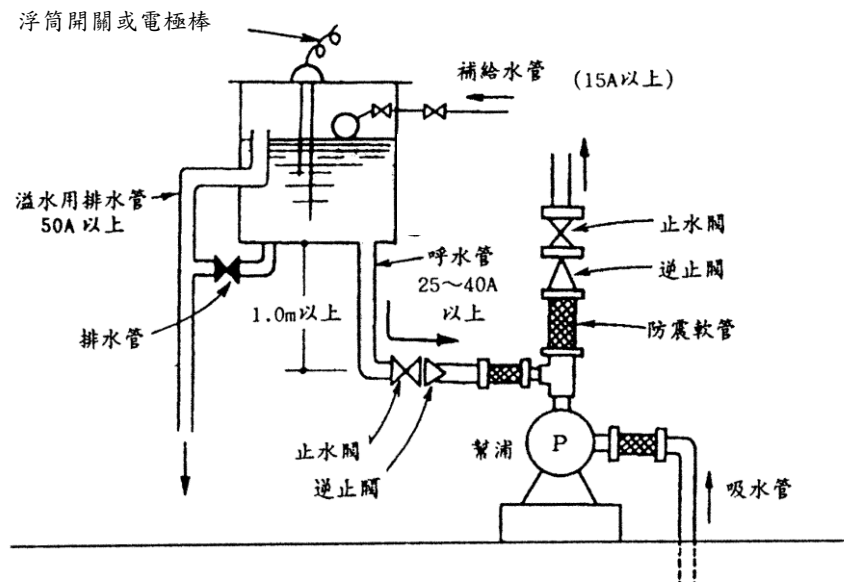 浮筒開關或電極棒
補給水管
(15A以上)
溢水用排水管
50A以上
止水閥
呼水管
逆止閥
25～40A
以上
1.0m以上
防震軟管
排水管
止水閥
逆止閥
幫浦
P
吸水管